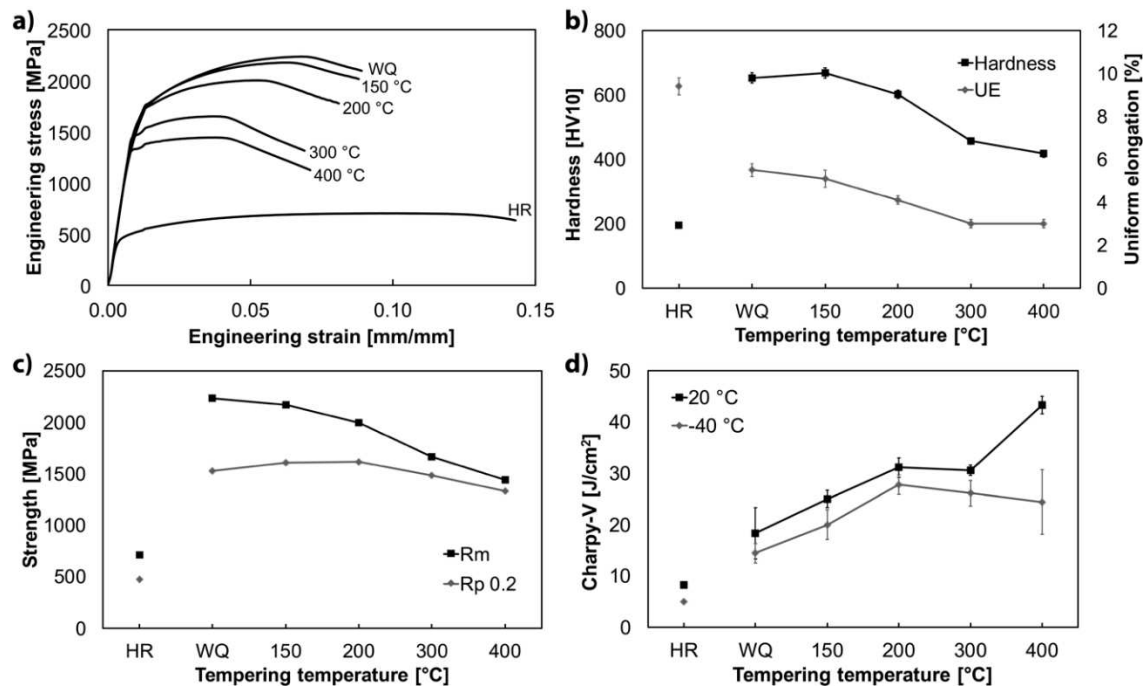 a)
2500
2000
1500
1000
500
0
Engineering stress [MPa]
WQ
150 °C
200 °C
300 °C
400 °C
HR
0.00 0.05 0.10 0.15
Engineering strain [mm/mm]
b)
800
600
400
200
0
Hardness [HV10]
Hardness
UE
12
10
8
6
4
2
0
Uniform elongation [%]
HR WQ 150 200 300 400
Tempering temperature [°C]
c)
2500
2000
1500
1000
500
0
Strength [MPa]
Rm
Rp 0.2
HR WQ 150 200 300 400
Tempering temperature [°C]
d)
50
40
30
20
10
0
Charpy-V [J/cm²]
20 °C
-40 °C
HR WQ 150 200 300 400
Tempering temperature [°C]